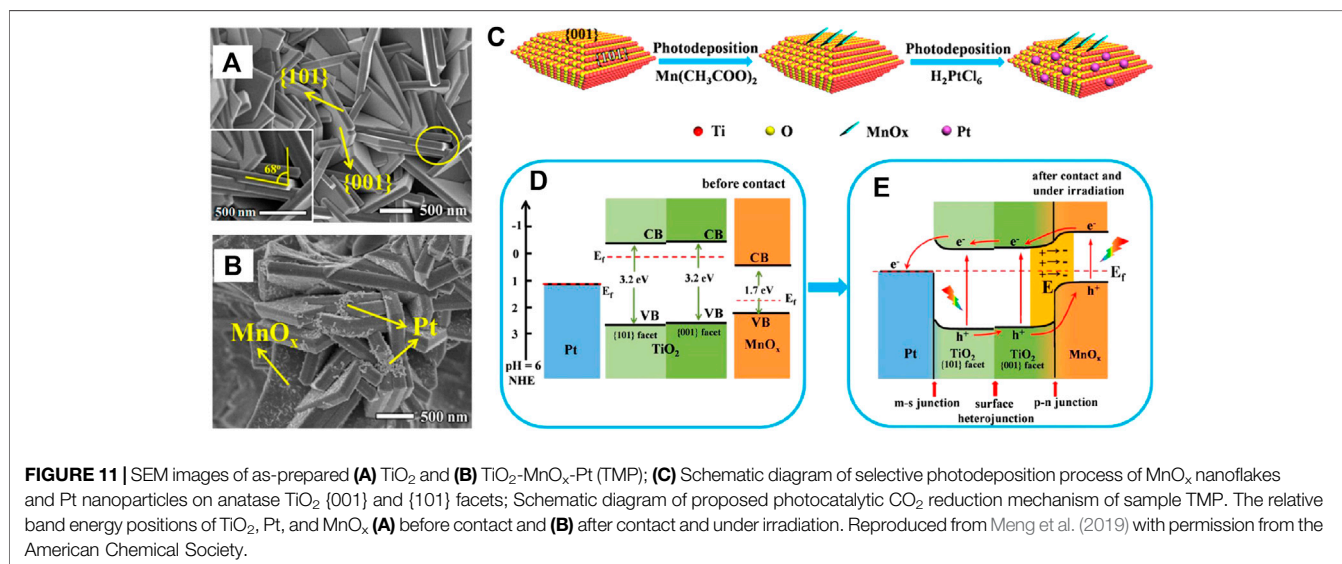 A
{101}
68°
{001}
500 nm
500 nm
B
MnOx
Pt
500 nm
C
{001}
{101}
Photodeposition
Mn(CH3COO)2
Photodeposition
H2PtCl6
Ti
O
MnOx
Pt
D
before contact
-1
0
1
2
3
pH = 6
NHE
Pt
Ef
CB
CB
3.2 eV
3.2 eV
VB
VB
{101} facet
{001} facet
TiO2
CB
1.7 eV
Ef
VB
MnOx
E
after contact and
under irradiation
e-
e-
e-
e-
+ -
+ -
+ -
+ -
E
Ef
h+
h+
h+
Pt
TiO2
{101} facet
TiO2
{001} facet
MnOx
m-s junction
surface
heterojunction
p-n junction
FIGURE 11 | SEM images of as-prepared (A) TiO2 and (B) TiO2-MnOx-Pt (TMP); (C) Schematic diagram of selective photodeposition process of MnOx nanoflakes
and Pt nanoparticles on anatase TiO2 {001} and {101} facets; Schematic diagram of proposed photocatalytic CO2 reduction mechanism of sample TMP. The relative
band energy positions of TiO2, Pt, and MnOx (A) before contact and (B) after contact and under irradiation. Reproduced from Meng et al. (2019) with permission from the
American Chemical Society.